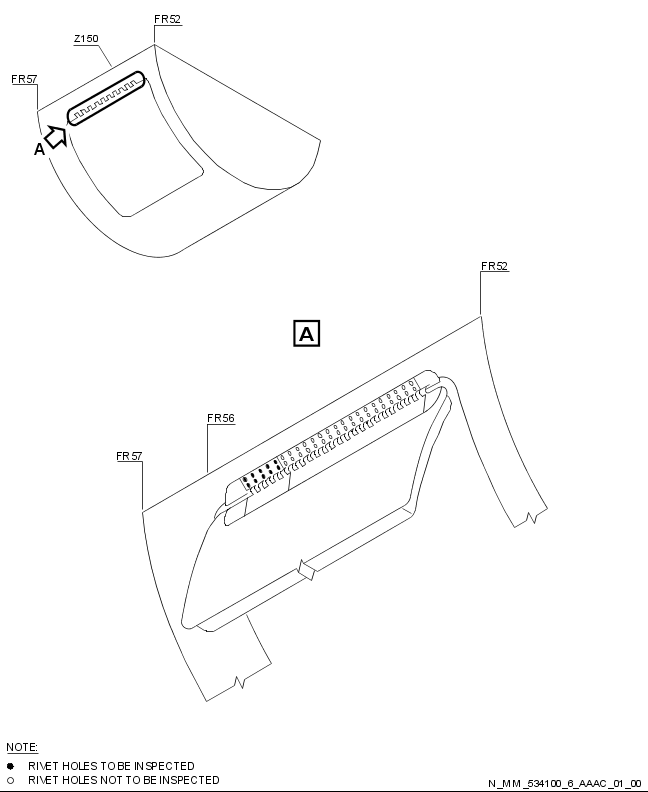 FR52
Z150
FR57
A
FR52
A
FR56
FR57
NOTE:
RIVET HOLES TO BE INSPECTED
RIVET HOLES NOT TO BE INSPECTED
N_MM_534100_6_AAAC_01_00